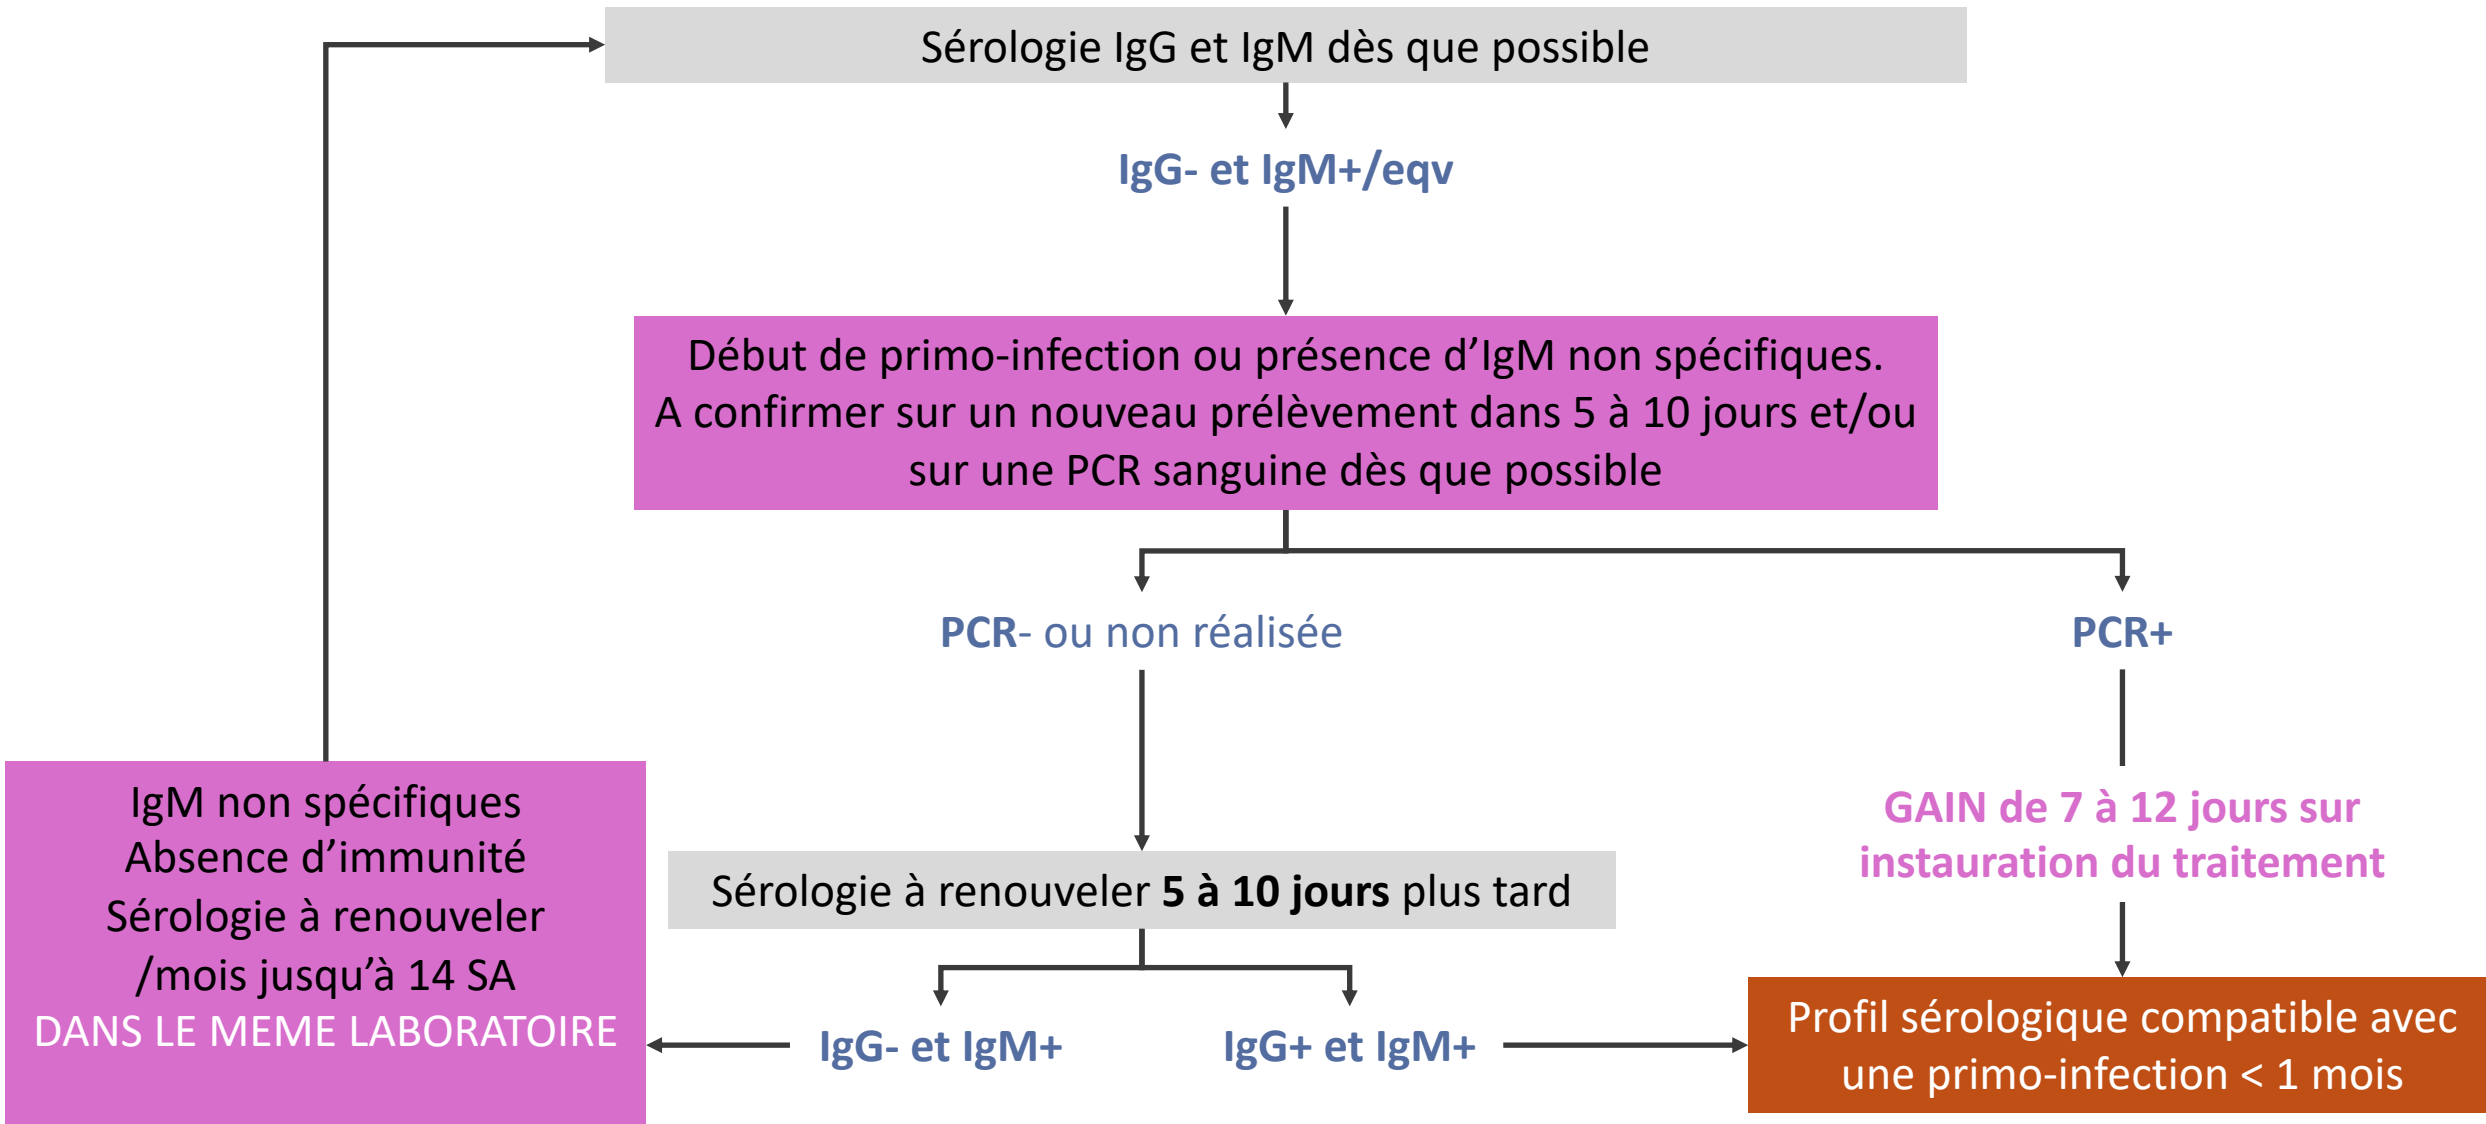 Sérologie IgG et IgM dès que possible
IgG- et IgM+/eqv
Début de primo-infection ou présence d’IgM non spécifiques.
A confirmer sur un nouveau prélèvement dans 5 à 10 jours et/ou
sur une PCR sanguine dès que possible
PCR- ou non réalisée
PCR+
IgM non spécifiques
Absence d’immunité
Sérologie à renouveler
/mois jusqu’à 14 SA
DANS LE MEME LABORATOIRE
GAIN de 7 à 12 jours sur
instauration du traitement
Sérologie à renouveler 5 à 10 jours plus tard
IgG- et IgM+
IgG+ et IgM+
Profil sérologique compatible avec
une primo-infection < 1 mois